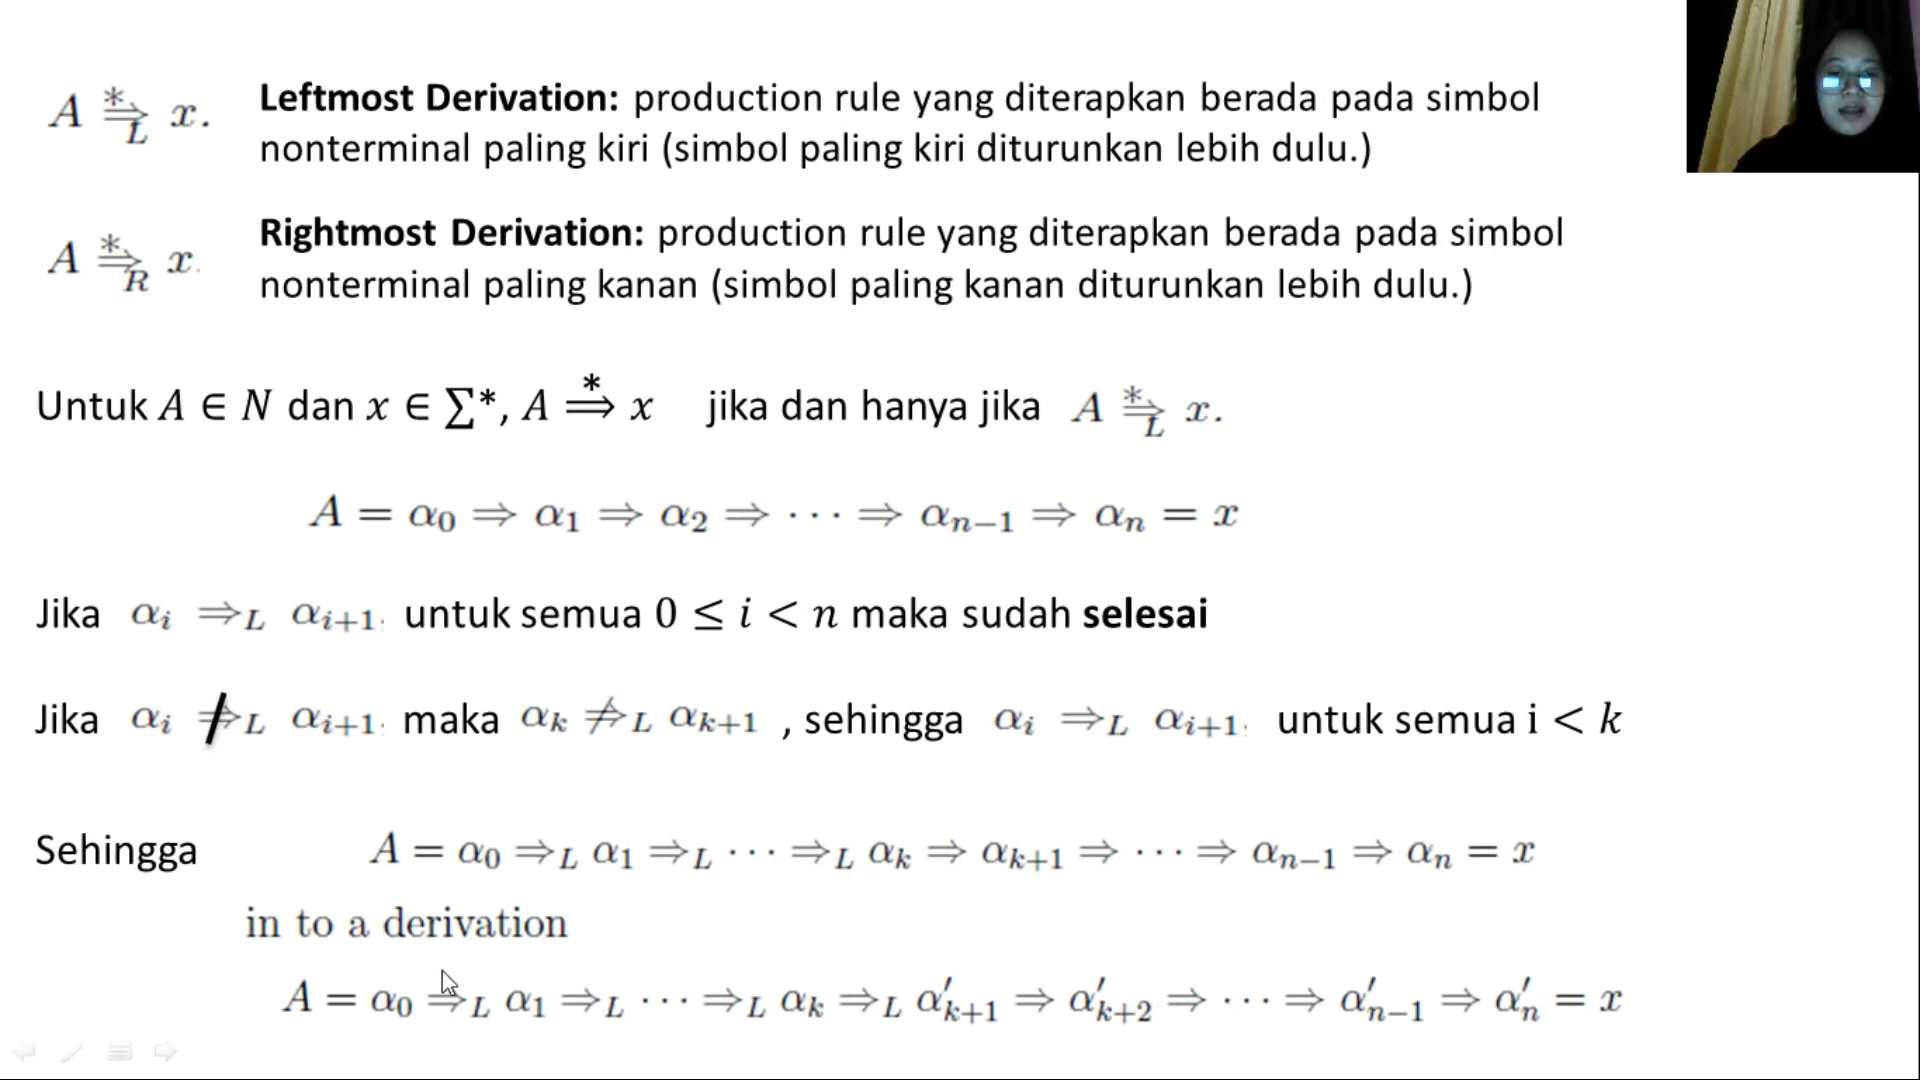 A ⇒*L x.
Leftmost Derivation: production rule yang diterapkan berada pada simbol
nonterminal paling kiri (simbol paling kiri diturunkan lebih dulu.)
A ⇒*R x.
Rightmost Derivation: production rule yang diterapkan berada pada simbol
nonterminal paling kanan (simbol paling kanan diturunkan lebih dulu.)
Untuk A ∈ N dan x ∈ ∑*, A ⇒* x jika dan hanya jika A ⇒*L x.
A = α₀ ⇒ α₁ ⇒ α₂ ⇒ ··· ⇒ αₙ₋₁ ⇒ αₙ = x
Jika αᵢ ⇒L αᵢ₊₁ untuk semua 0 ≤ i < n maka sudah selesai
Jika αᵢ ⇏L αᵢ₊₁ maka αₖ ⇏L αₖ₊₁ , sehingga αᵢ ⇒L αᵢ₊₁ untuk semua i < k
Sehingga A = α₀ ⇒L α₁ ⇒L ··· ⇒L αₖ ⇒ αₖ₊₁ ⇒ ··· ⇒ αₙ₋₁ ⇒ αₙ = x
in to a derivation
A = α₀ ⇒L α₁ ⇒L ··· ⇒L αₖ ⇒L α′ₖ₊₁ ⇒ α′ₖ₊₂ ⇒ ··· ⇒ α′ₙ₋₁ ⇒ α′ₙ = x